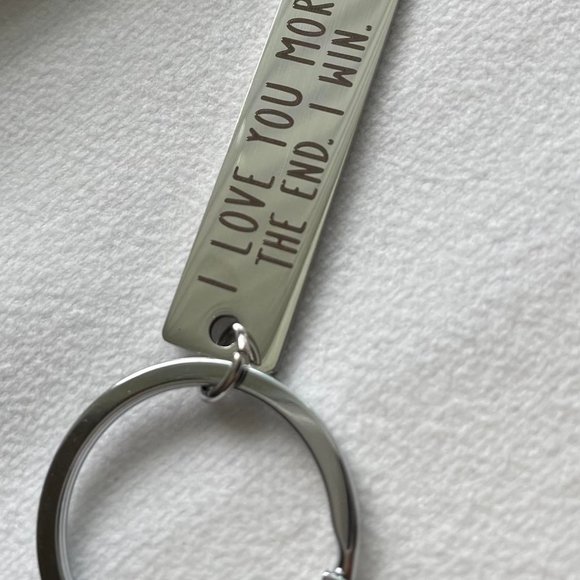 I LOVE YOU MOR
THE END. I WIN.